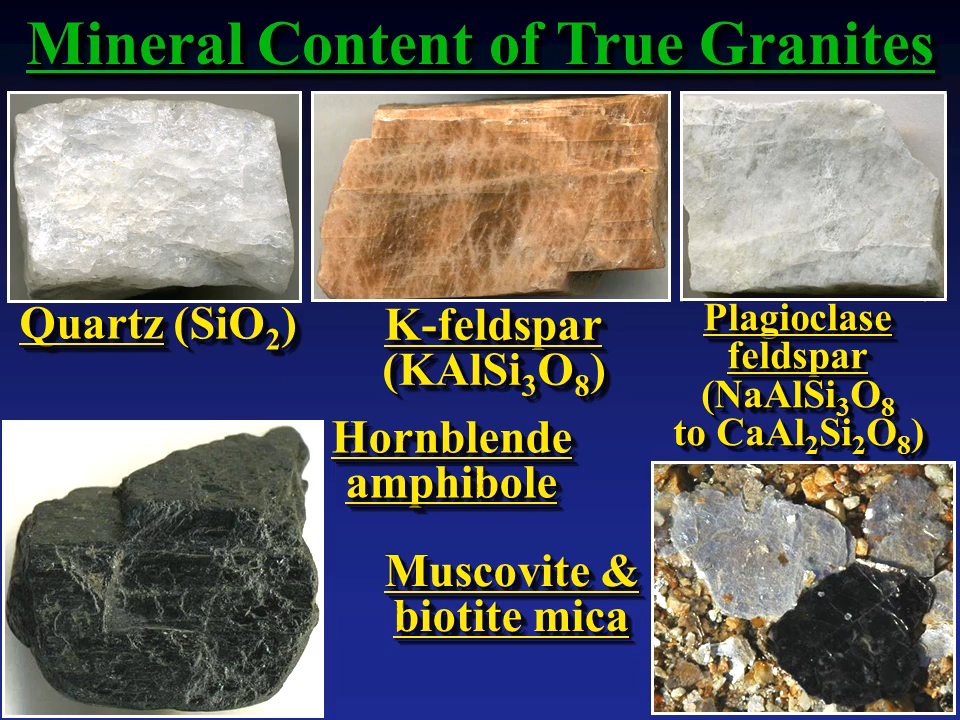 Mineral Content of True Granites
Quartz (SiO₂)
K-feldspar
(KAlSi₃O₈)
Plagioclase
feldspar
(NaAlSi₃O₈
to CaAl₂Si₂O₈)
Hornblende
amphibole
Muscovite &
biotite mica